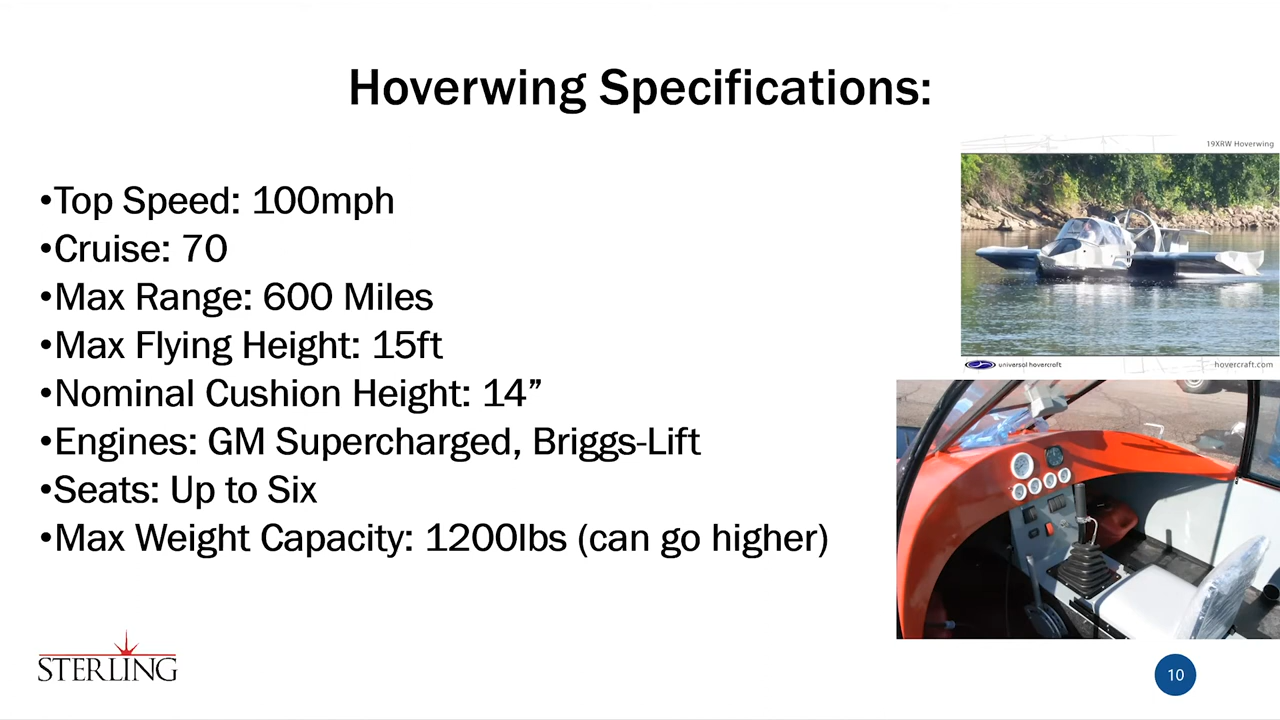 Hoverwing Specifications:
•Top Speed: 100mph
•Cruise: 70
•Max Range: 600 Miles
•Max Flying Height: 15ft
•Nominal Cushion Height: 14”
•Engines: GM Supercharged, Briggs-Lift
•Seats: Up to Six
•Max Weight Capacity: 1200lbs (can go higher)
19XRW Hoverwing
universal hovercraft
hovercraft.com
STERLING
10